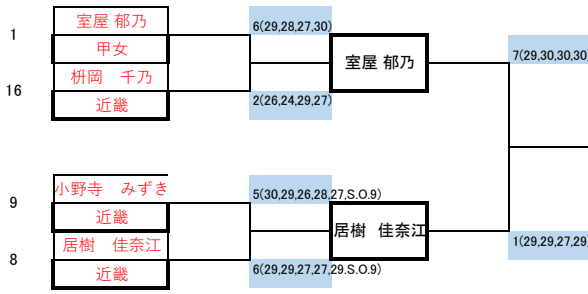 1
室屋 郁乃
甲女
6(29,28,27,30)
室屋 郁乃
7(29,30,30,30)
16
枡岡　千乃
近畿
2(26,24,29,27)
9
小野寺　みずき
近畿
5(30,29,26,28,27,S.O.9)
居樹　佳奈江
1(29,29,27,29)
8
居樹　佳奈江
近畿
6(29,29,27,27,29.S.O.9)